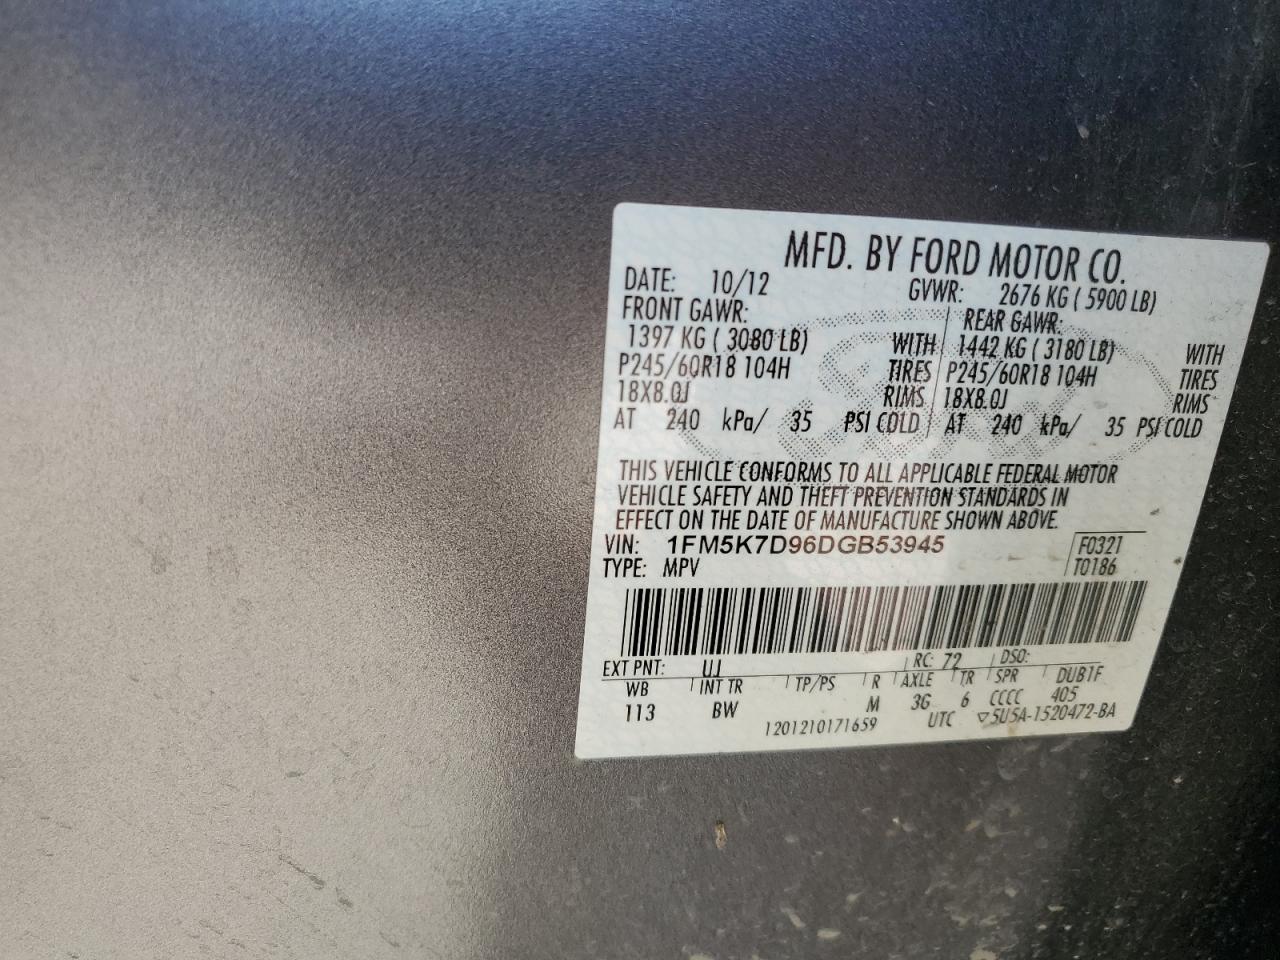 MFD. BY FORD MOTOR CO.
DATE: 10/12 GVWR: 2676 KG ( 5900 LB)
FRONT GAWR: REAR GAWR:
1397 KG ( 3080 LB) WITH 1442 KG ( 3180 LB) WITH
P245/60R18 104H TIRES P245/60R18 104H TIRES
18X8.0J RIMS 18X8.0J RIMS
AT 240 kPa/ 35 PSI COLD AT 240 kPa/ 35 PSI COLD
THIS VEHICLE CONFORMS TO ALL APPLICABLE FEDERAL MOTOR
VEHICLE SAFETY AND THEFT PREVENTION STANDARDS IN
EFFECT ON THE DATE OF MANUFACTURE SHOWN ABOVE.
VIN: 1FM5K7D96DGB53945 F0321
TYPE: MPV T0186
EXT PNT: UJ RC: 72 DSO:
WB INT TR TP/PS R AXLE TR SPR DUB1F
113 BW M 3G 6 CCCC 405
1201210171659 UTC ▽5U5A-1520472-BA